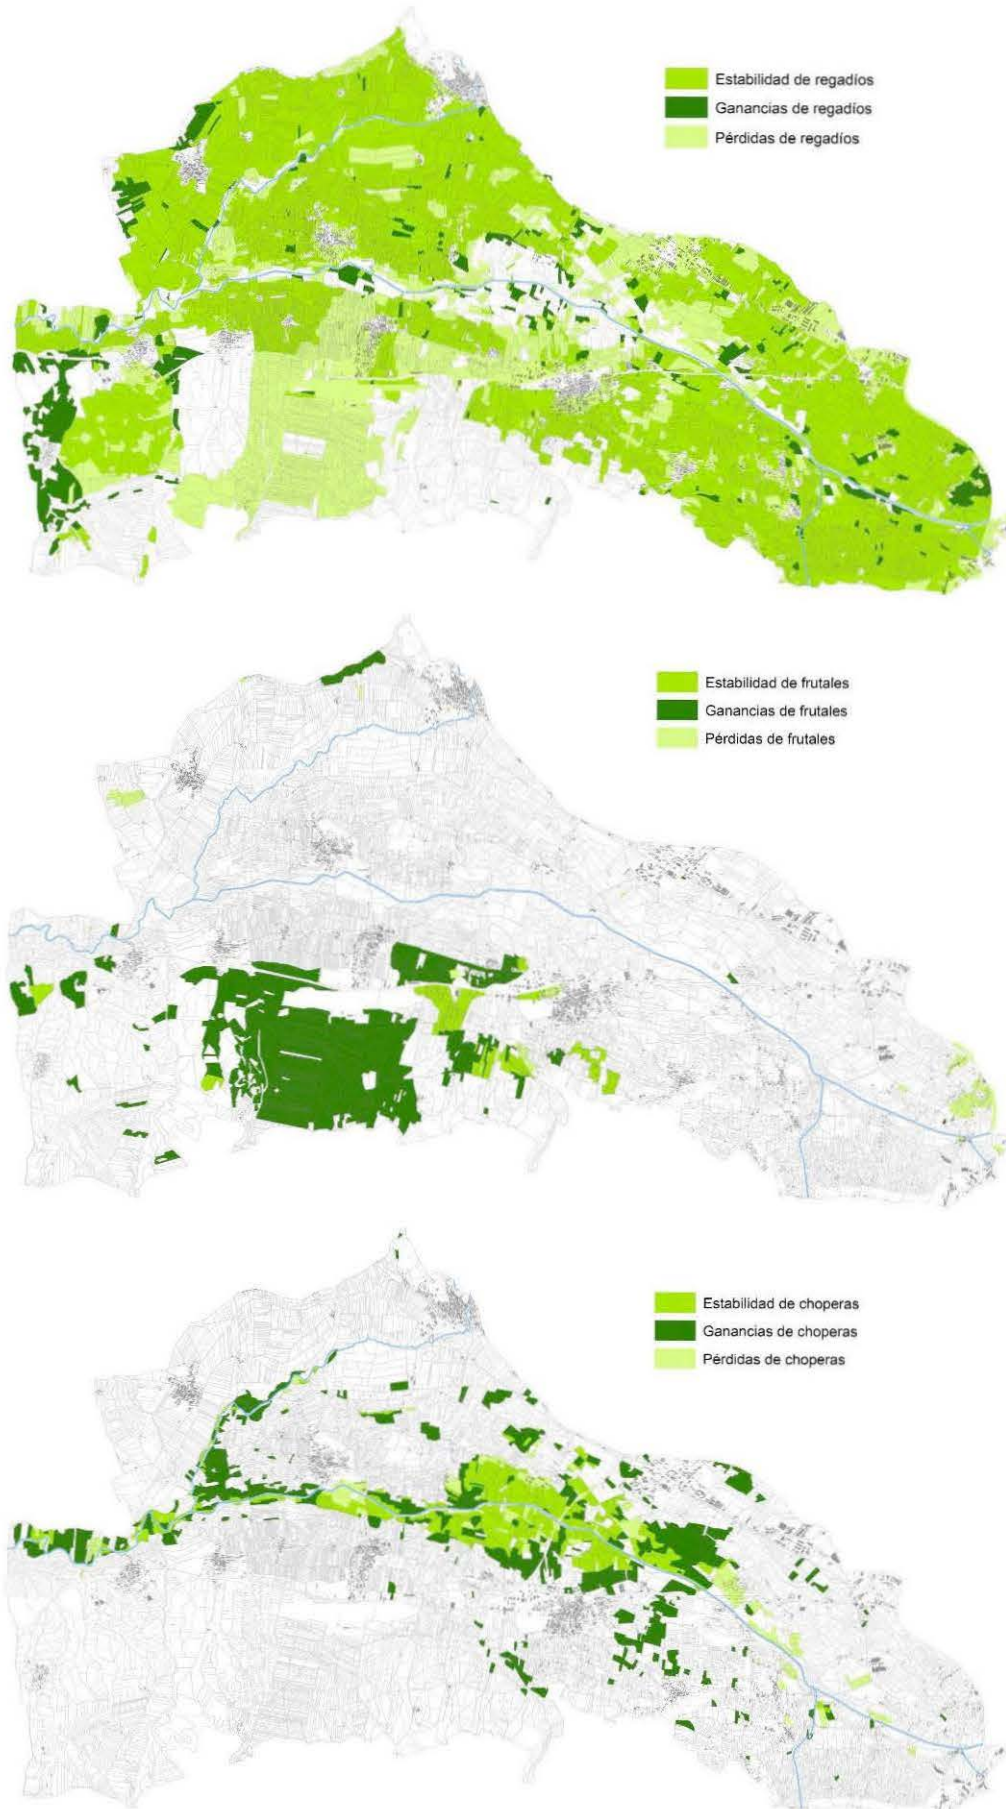 Estabilidad de regadíos
Ganancias de regadíos
Pérdidas de regadíos
Estabilidad de frutales
Ganancias de frutales
Pérdidas de frutales
Estabilidad de choperas
Ganancias de choperas
Pérdidas de choperas